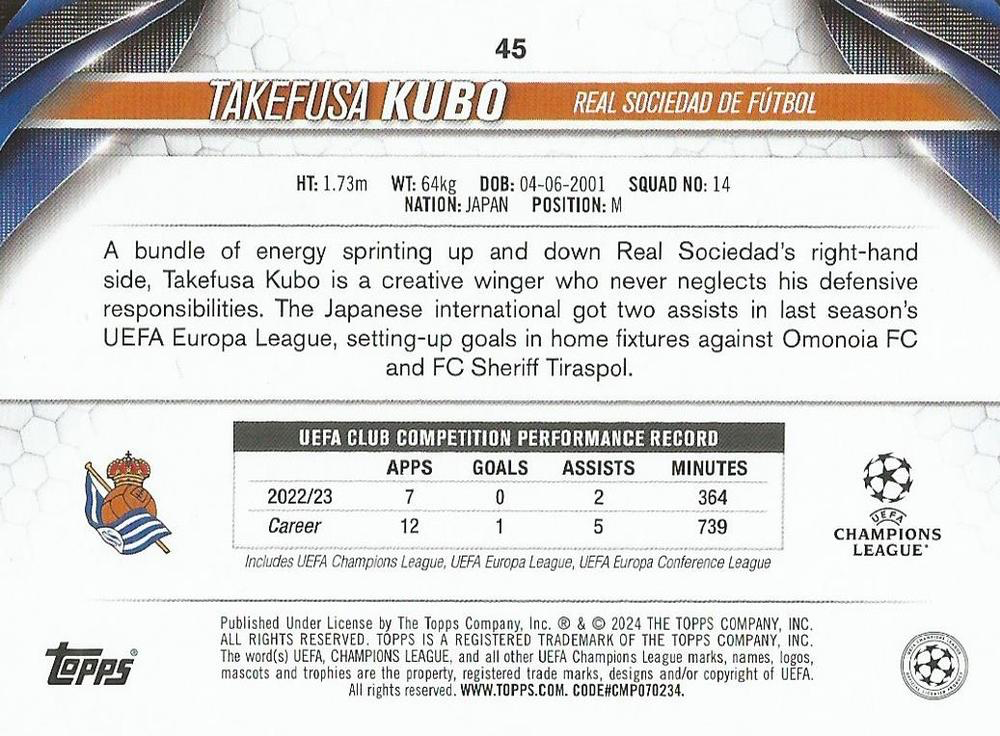 45
TAKEFUSA KUBO REAL SOCIEDAD DE FÚTBOL
HT: 1.73m WT: 64kg DOB: 04-06-2001 SQUAD NO: 14
NATION: JAPAN POSITION: M
A bundle of energy sprinting up and down Real Sociedad's right-hand
side, Takefusa Kubo is a creative winger who never neglects his defensive
responsibilities. The Japanese international got two assists in last season's
UEFA Europa League, setting-up goals in home fixtures against Omonoia FC
and FC Sheriff Tiraspol.
UEFA CLUB COMPETITION PERFORMANCE RECORD
APPS GOALS ASSISTS MINUTES
2022/23 7 0 2 364
Career 12 1 5 739
Includes UEFA Champions League, UEFA Europa League, UEFA Europa Conference League
UEFA
CHAMPIONS
LEAGUE®
Published Under License by The Topps Company, Inc. ® & © 2024 THE TOPPS COMPANY, INC.
ALL RIGHTS RESERVED. TOPPS IS A REGISTERED TRADEMARK OF THE TOPPS COMPANY, INC.
The word(s) UEFA, CHAMPIONS LEAGUE, and all other UEFA Champions League marks, names, logos,
mascots and trophies are the property, registered trade marks, designs and/or copyright of UEFA.
All rights reserved. WWW.TOPPS.COM. CODE#CMP070234.
topps®